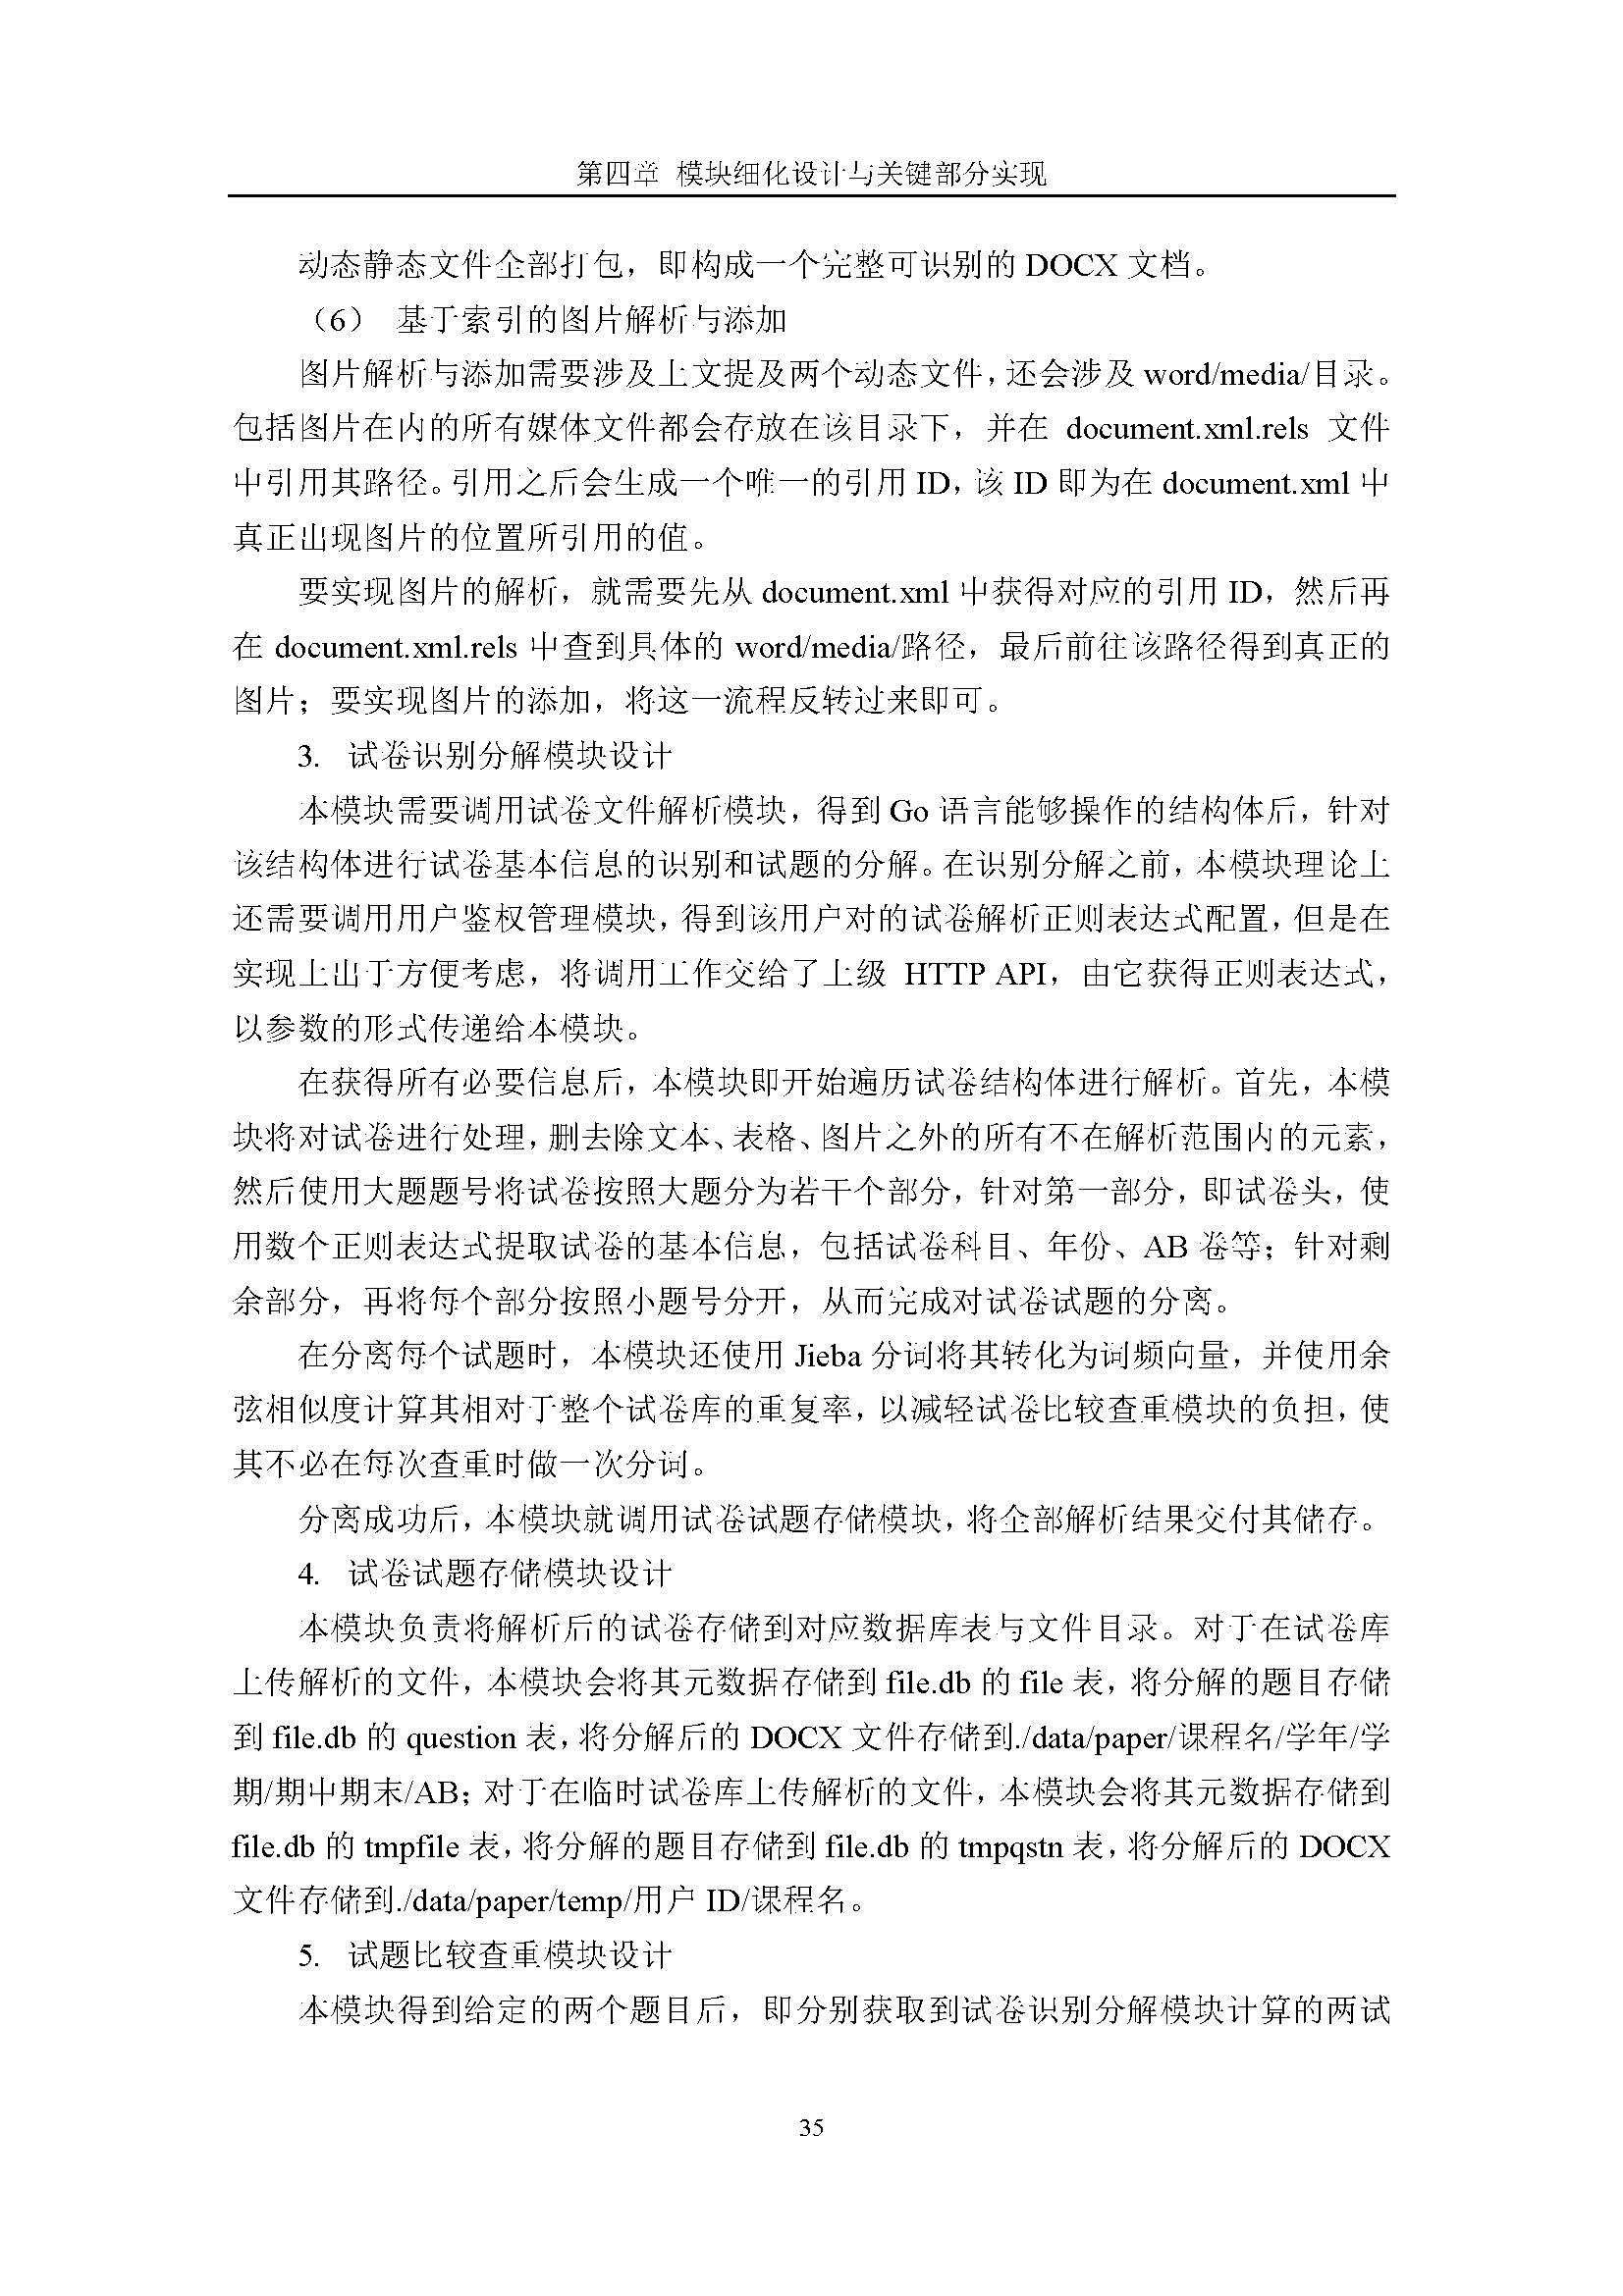 第四章 模块细化设计与关键部分实现
动态静态文件全部打包，即构成一个完整可识别的 DOCX 文档。
（6） 基于索引的图片解析与添加
图片解析与添加需要涉及上文提及两个动态文件，还会涉及 word/media/目录。
包括图片在内的所有媒体文件都会存放在该目录下，并在 document.xml.rels 文件
中引用其路径。引用之后会生成一个唯一的引用 ID，该 ID 即为在 document.xml 中
真正出现图片的位置所引用的值。
要实现图片的解析，就需要先从 document.xml 中获得对应的引用 ID，然后再
在 document.xml.rels 中查到具体的 word/media/路径，最后前往该路径得到真正的
图片；要实现图片的添加，将这一流程反转过来即可。
3. 试卷识别分解模块设计
本模块需要调用试卷文件解析模块，得到 Go 语言能够操作的结构体后，针对
该结构体进行试卷基本信息的识别和试题的分解。在识别分解之前，本模块理论上
还需要调用用户鉴权管理模块，得到该用户对的试卷解析正则表达式配置，但是在
实现上出于方便考虑，将调用工作交给了上级 HTTP API，由它获得正则表达式，
以参数的形式传递给本模块。
在获得所有必要信息后，本模块即开始遍历试卷结构体进行解析。首先，本模
块将对试卷进行处理，删去除文本、表格、图片之外的所有不在解析范围内的元素，
然后使用大题题号将试卷按照大题分为若干个部分，针对第一部分，即试卷头，使
用数个正则表达式提取试卷的基本信息，包括试卷科目、年份、AB 卷等；针对剩
余部分，再将每个部分按照小题号分开，从而完成对试卷试题的分离。
在分离每个试题时，本模块还使用 Jieba 分词将其转化为词频向量，并使用余
弦相似度计算其相对于整个试卷库的重复率，以减轻试卷比较查重模块的负担，使
其不必在每次查重时做一次分词。
分离成功后，本模块就调用试卷试题存储模块，将全部解析结果交付其储存。
4. 试卷试题存储模块设计
本模块负责将解析后的试卷存储到对应数据库表与文件目录。对于在试卷库
上传解析的文件，本模块会将其元数据存储到 file.db 的 file 表，将分解的题目存储
到 file.db 的 question 表，将分解后的 DOCX 文件存储到./data/paper/课程名/学年/学
期/期中期末/AB；对于在临时试卷库上传解析的文件，本模块会将其元数据存储到
file.db 的 tmpfile 表，将分解的题目存储到 file.db 的 tmpqstn 表，将分解后的 DOCX
文件存储到./data/paper/temp/用户 ID/课程名。
5. 试题比较查重模块设计
本模块得到给定的两个题目后，即分别获取到试卷识别分解模块计算的两试
35